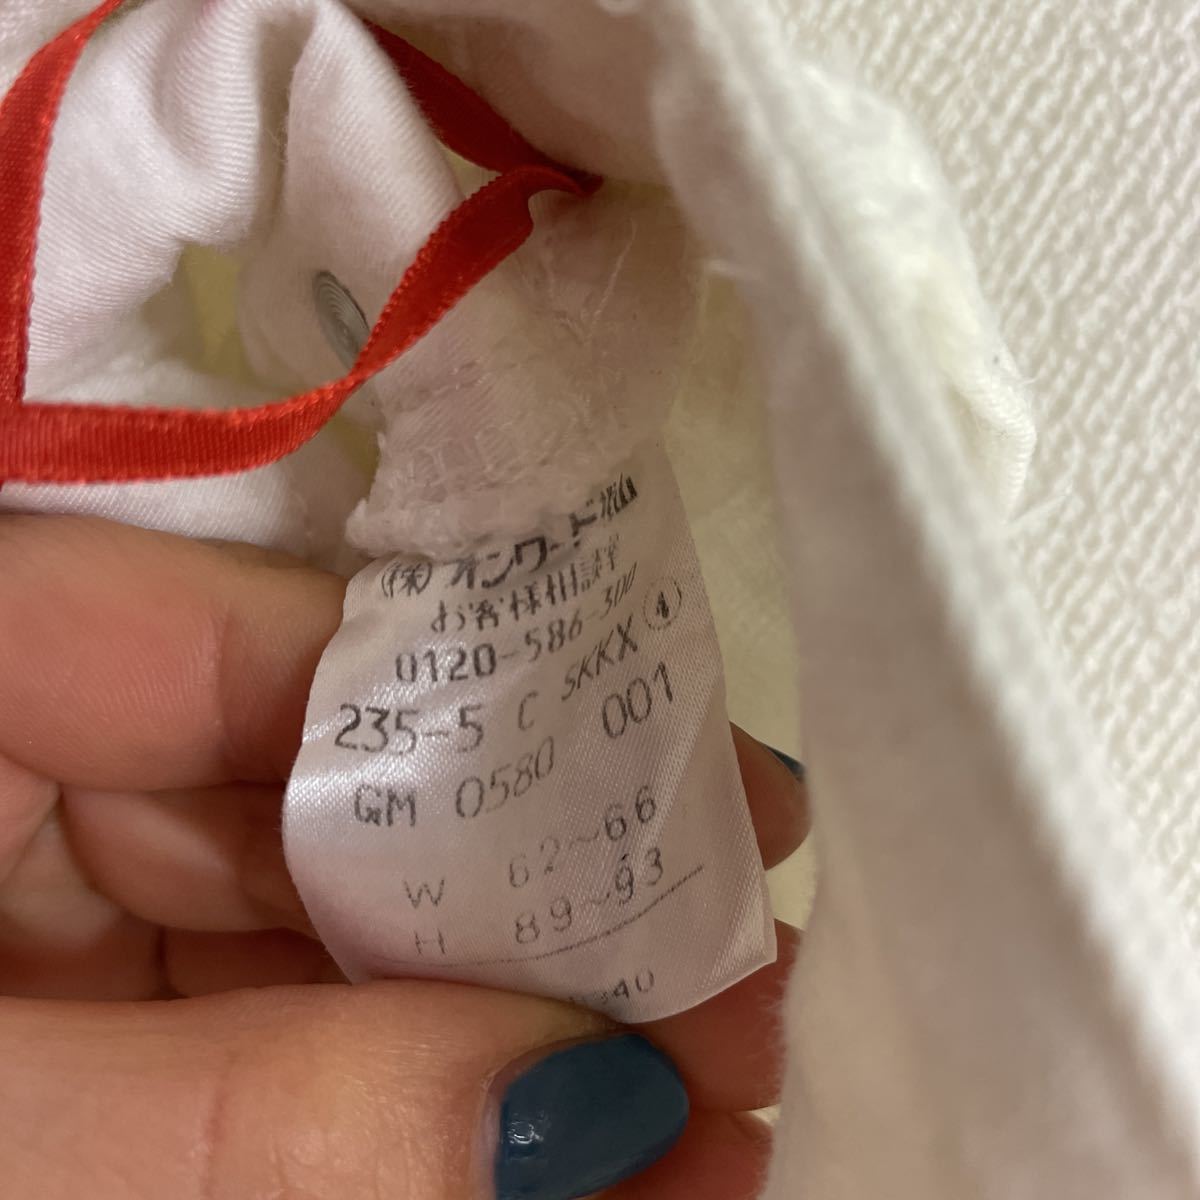 (株)オンワード樫山
お客様相談室
0120-586-300
235-5 C SKKX ④
GM 0580 001
W 62~66
H 89~93